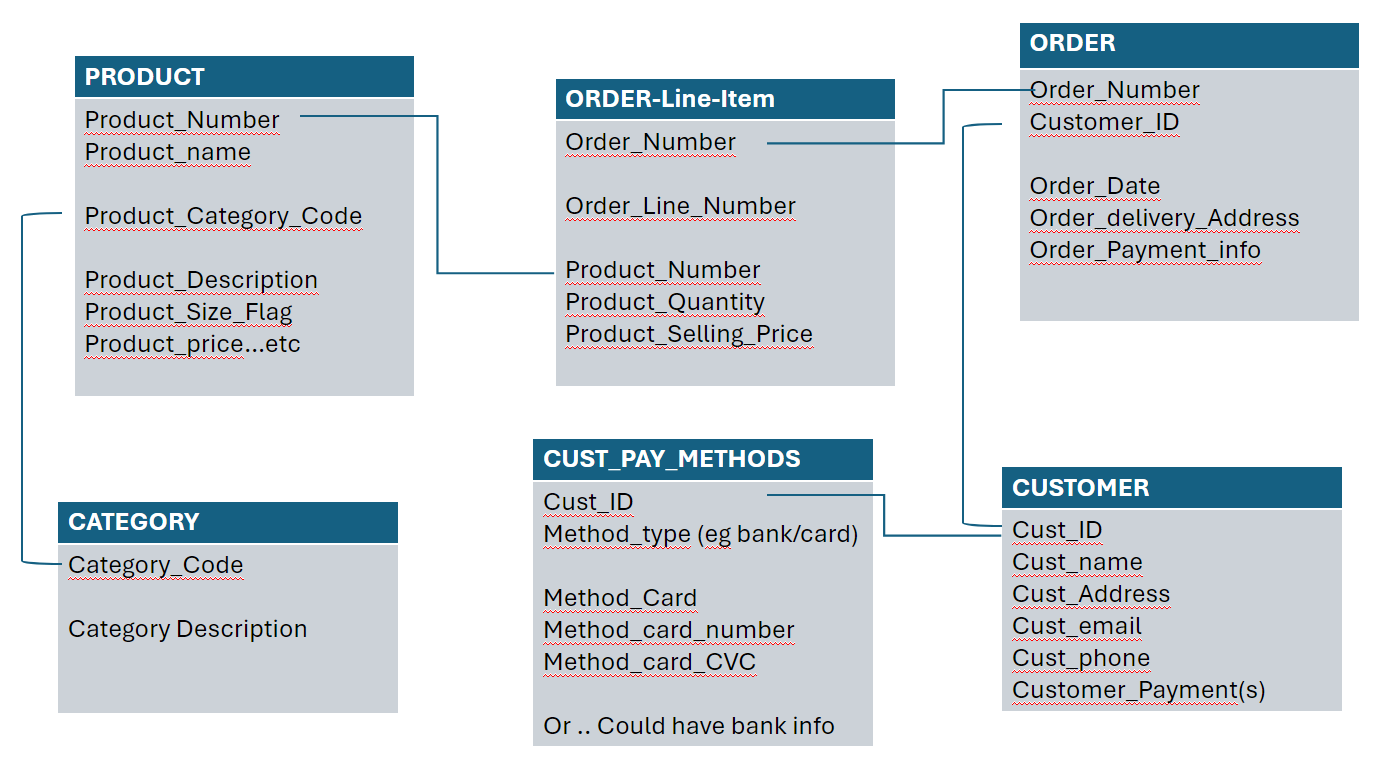 PRODUCT
Product_Number
Product_name
Product_Category_Code
Product_Description
Product_Size_Flag
Product_price...etc
ORDER-Line-Item
Order_Number
Order_Line_Number
Product_Number
Product_Quantity
Product_Selling_Price
ORDER
Order_Number
Customer_ID
Order_Date
Order_delivery_Address
Order_Payment_info
CATEGORY
Category_Code
Category Description
CUST_PAY_METHODS
Cust_ID
Method_type (eg bank/card)
Method_Card
Method_card_number
Method_card_CVC
Or .. Could have bank info
CUSTOMER
Cust_ID
Cust_name
Cust_Address
Cust_email
Cust_phone
Customer_Payment(s)